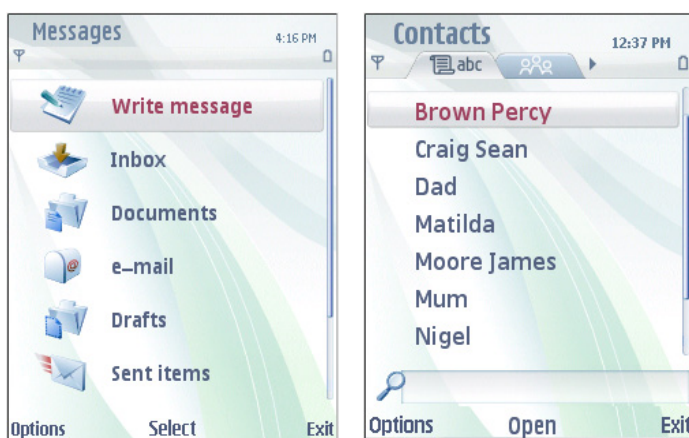 Messages
4:16 PM
Write message
Inbox
Documents
e-mail
Drafts
Sent items
Options Select Exit
Contacts
12:37 PM
abc
Brown Percy
Craig Sean
Dad
Matilda
Moore James
Mum
Nigel
Options Open Exit